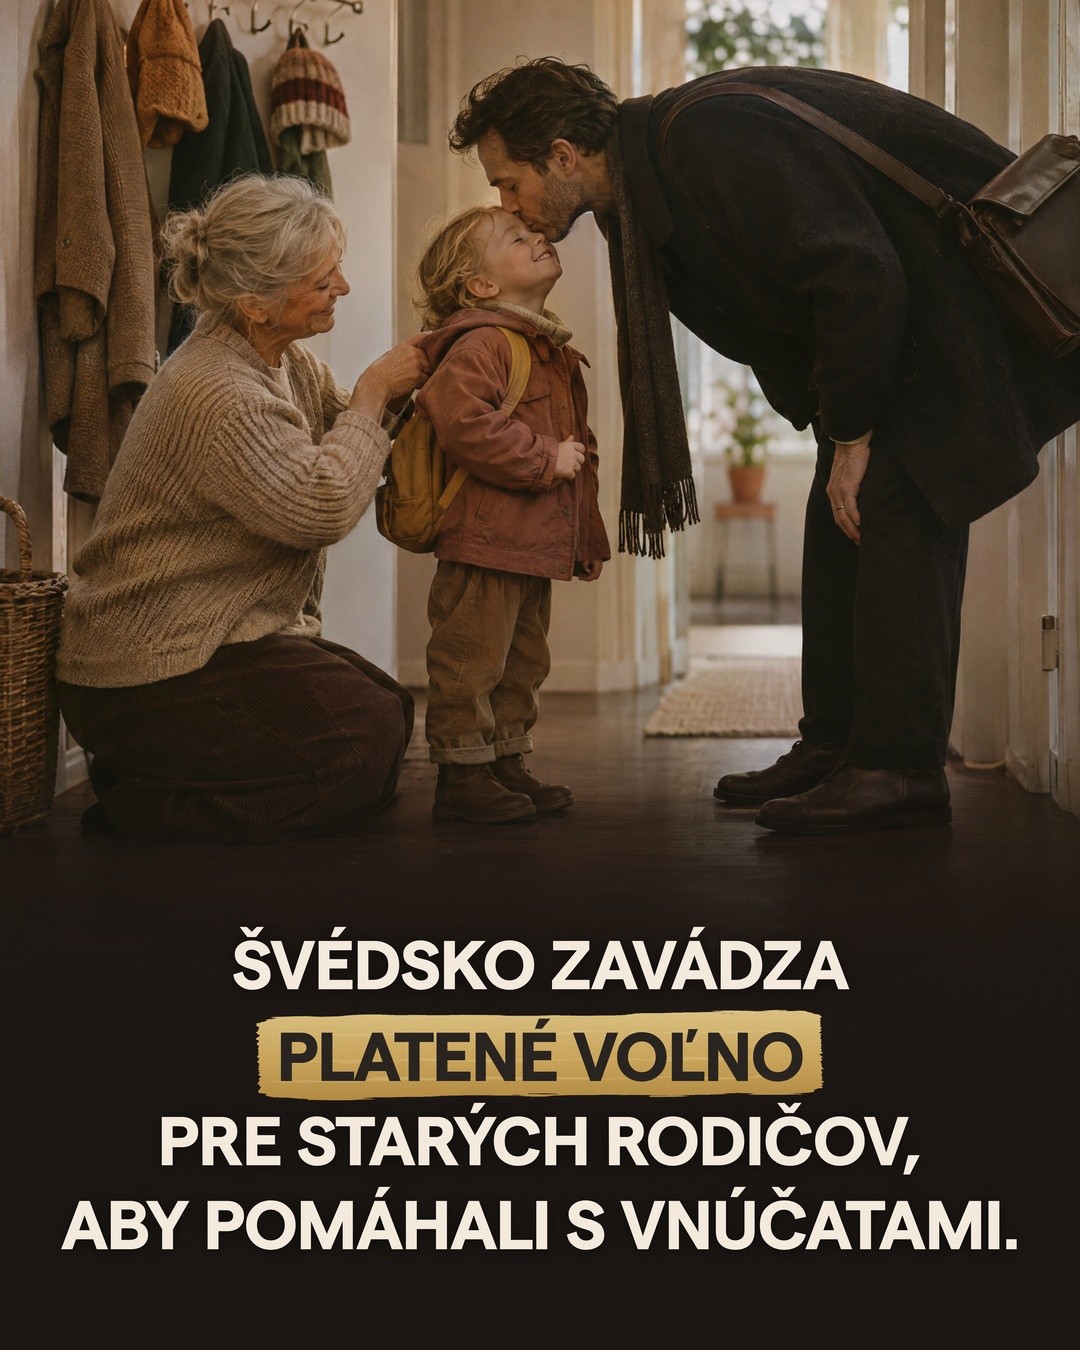 ŠVÉDSKO ZAVÁDZA
PLATENÉ VOĽNO
PRE STARÝCH RODIČOV,
ABY POMÁHALI S VNÚČATAMI.